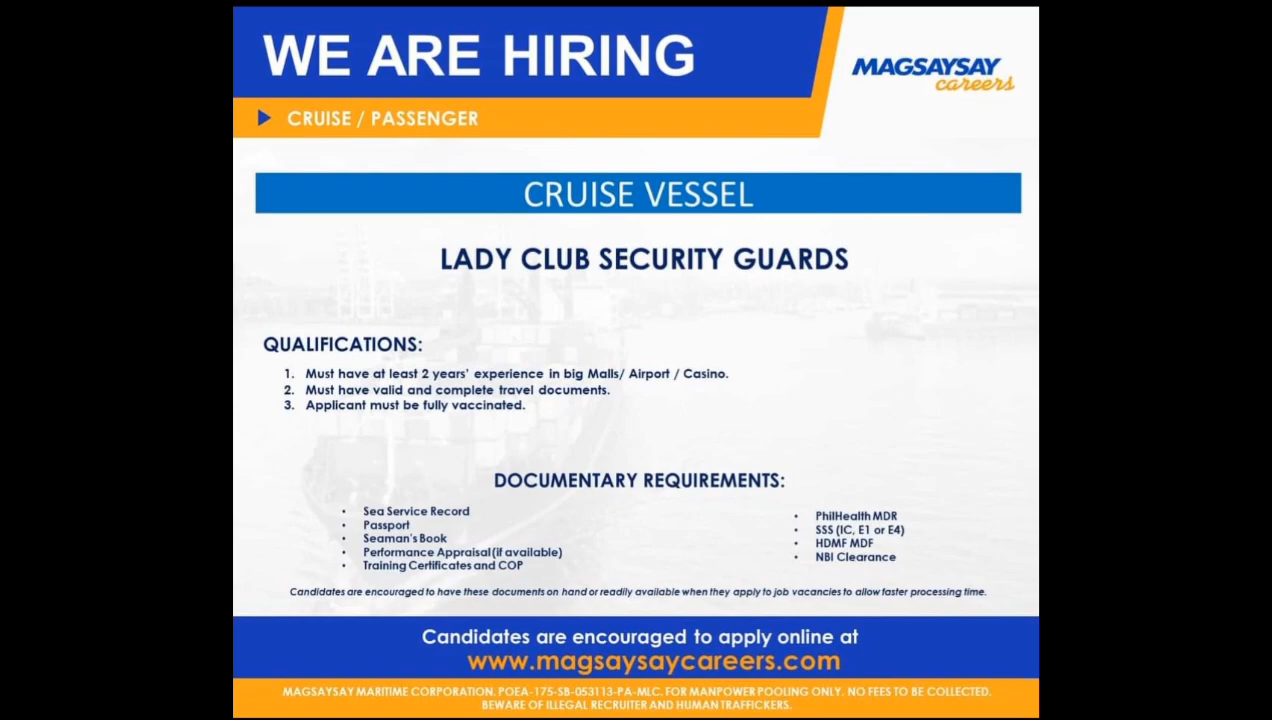 WE ARE HIRING
MAGSAYSAY
careers
CRUISE / PASSENGER
CRUISE VESSEL
LADY CLUB SECURITY GUARDS
QUALIFICATIONS:
1. Must have at least 2 years' experience in big Malls/ Airport / Casino.
2. Must have valid and complete travel documents.
3. Applicant must be fully vaccinated.
DOCUMENTARY REQUIREMENTS:
• Sea Service Record
• Passport
• Seaman's Book
• Performance Appraisal (if available)
• Training Certificates and COP
• PhilHealth MDR
• SSS (IC, E1 or E4)
• HDMF MDF
• NBI Clearance
Candidates are encouraged to have these documents on hand or readily available when they apply to job vacancies to allow faster processing time.
Candidates are encouraged to apply online at
www.magsaysaycareers.com
MAGSAYSAY MARITIME CORPORATION. POEA-175-SB-053113-PA-MLC. FOR MANPOWER POOLING ONLY. NO FEES TO BE COLLECTED.
BEWARE OF ILLEGAL RECRUITER AND HUMAN TRAFFICKERS.